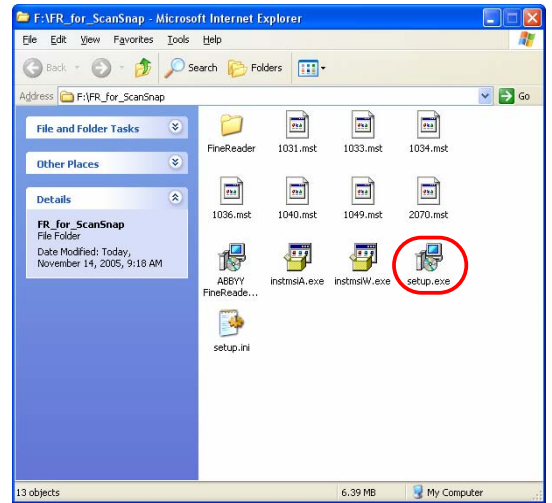 F:\FR_for_ScanSnap - Microsoft Internet Explorer
File Edit View Favorites Tools Help
Back Search Folders
Address F:\FR_for_ScanSnap Go
File and Folder Tasks
Other Places
Details
FR_for_ScanSnap
File Folder
Date Modified: Today,
November 14, 2005, 9:18 AM
FineReader 1031.mst 1033.mst 1034.mst
1036.mst 1040.mst 1049.mst 2070.mst
ABBYY
FineReade... instmsiA.exe instmsiW.exe setup.exe
setup.ini
13 objects 6.39 MB My Computer